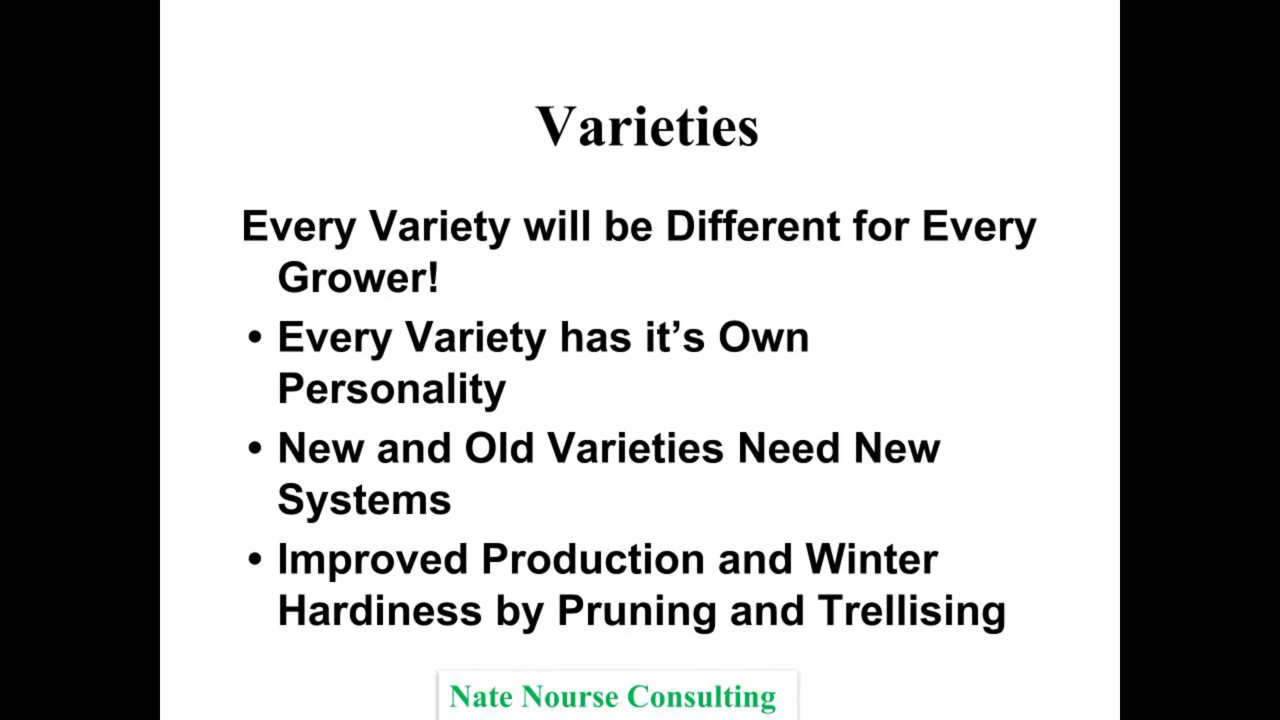 Varieties
Every Variety will be Different for Every
Grower!
• Every Variety has it’s Own
Personality
• New and Old Varieties Need New
Systems
• Improved Production and Winter
Hardiness by Pruning and Trellising
Nate Nourse Consulting